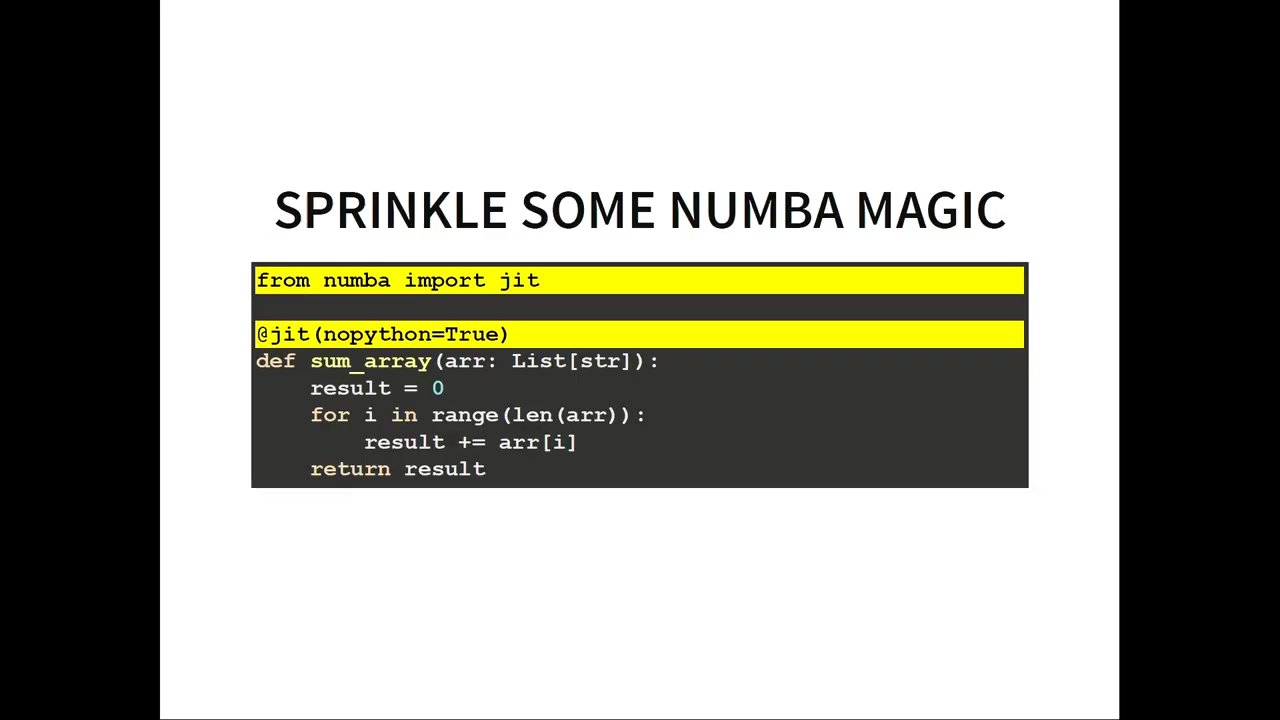 SPRINKLE SOME NUMBA MAGIC
from numba import jit
@jit(nopython=True)
def sum_array(arr: List[str]):
    result = 0
    for i in range(len(arr)):
        result += arr[i]
    return result